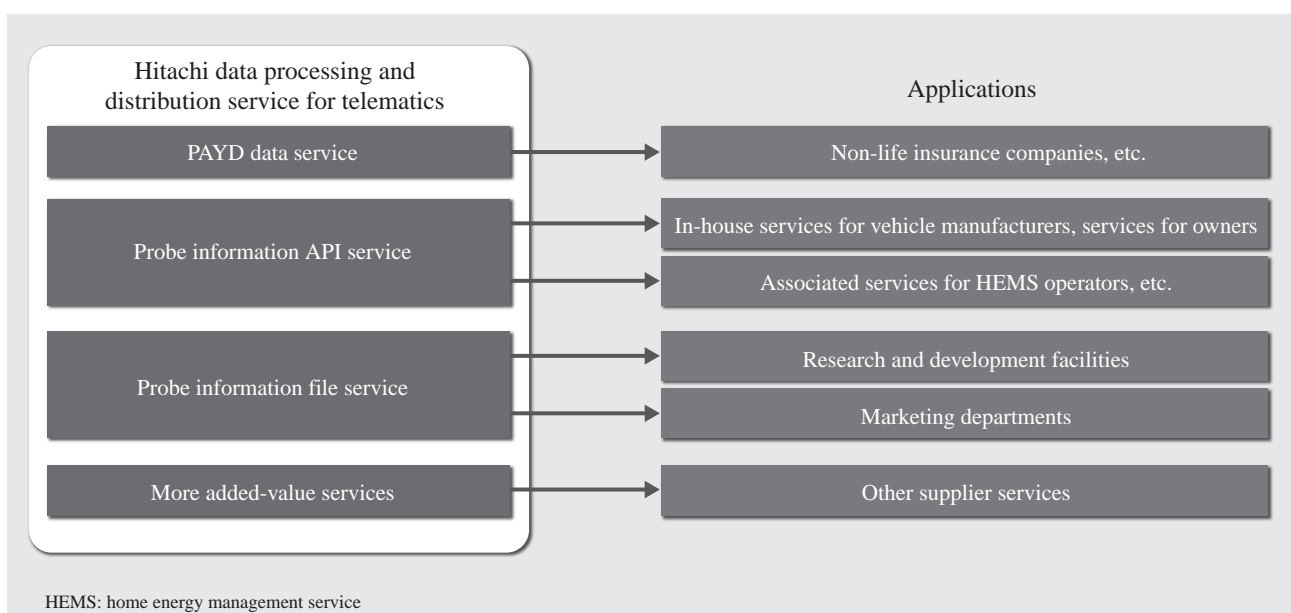 Hitachi data processing and
distribution service for telematics
Applications
PAYD data service
Non-life insurance companies, etc.
Probe information API service
In-house services for vehicle manufacturers, services for owners
Associated services for HEMS operators, etc.
Probe information file service
Research and development facilities
Marketing departments
More added-value services
Other supplier services
HEMS: home energy management service